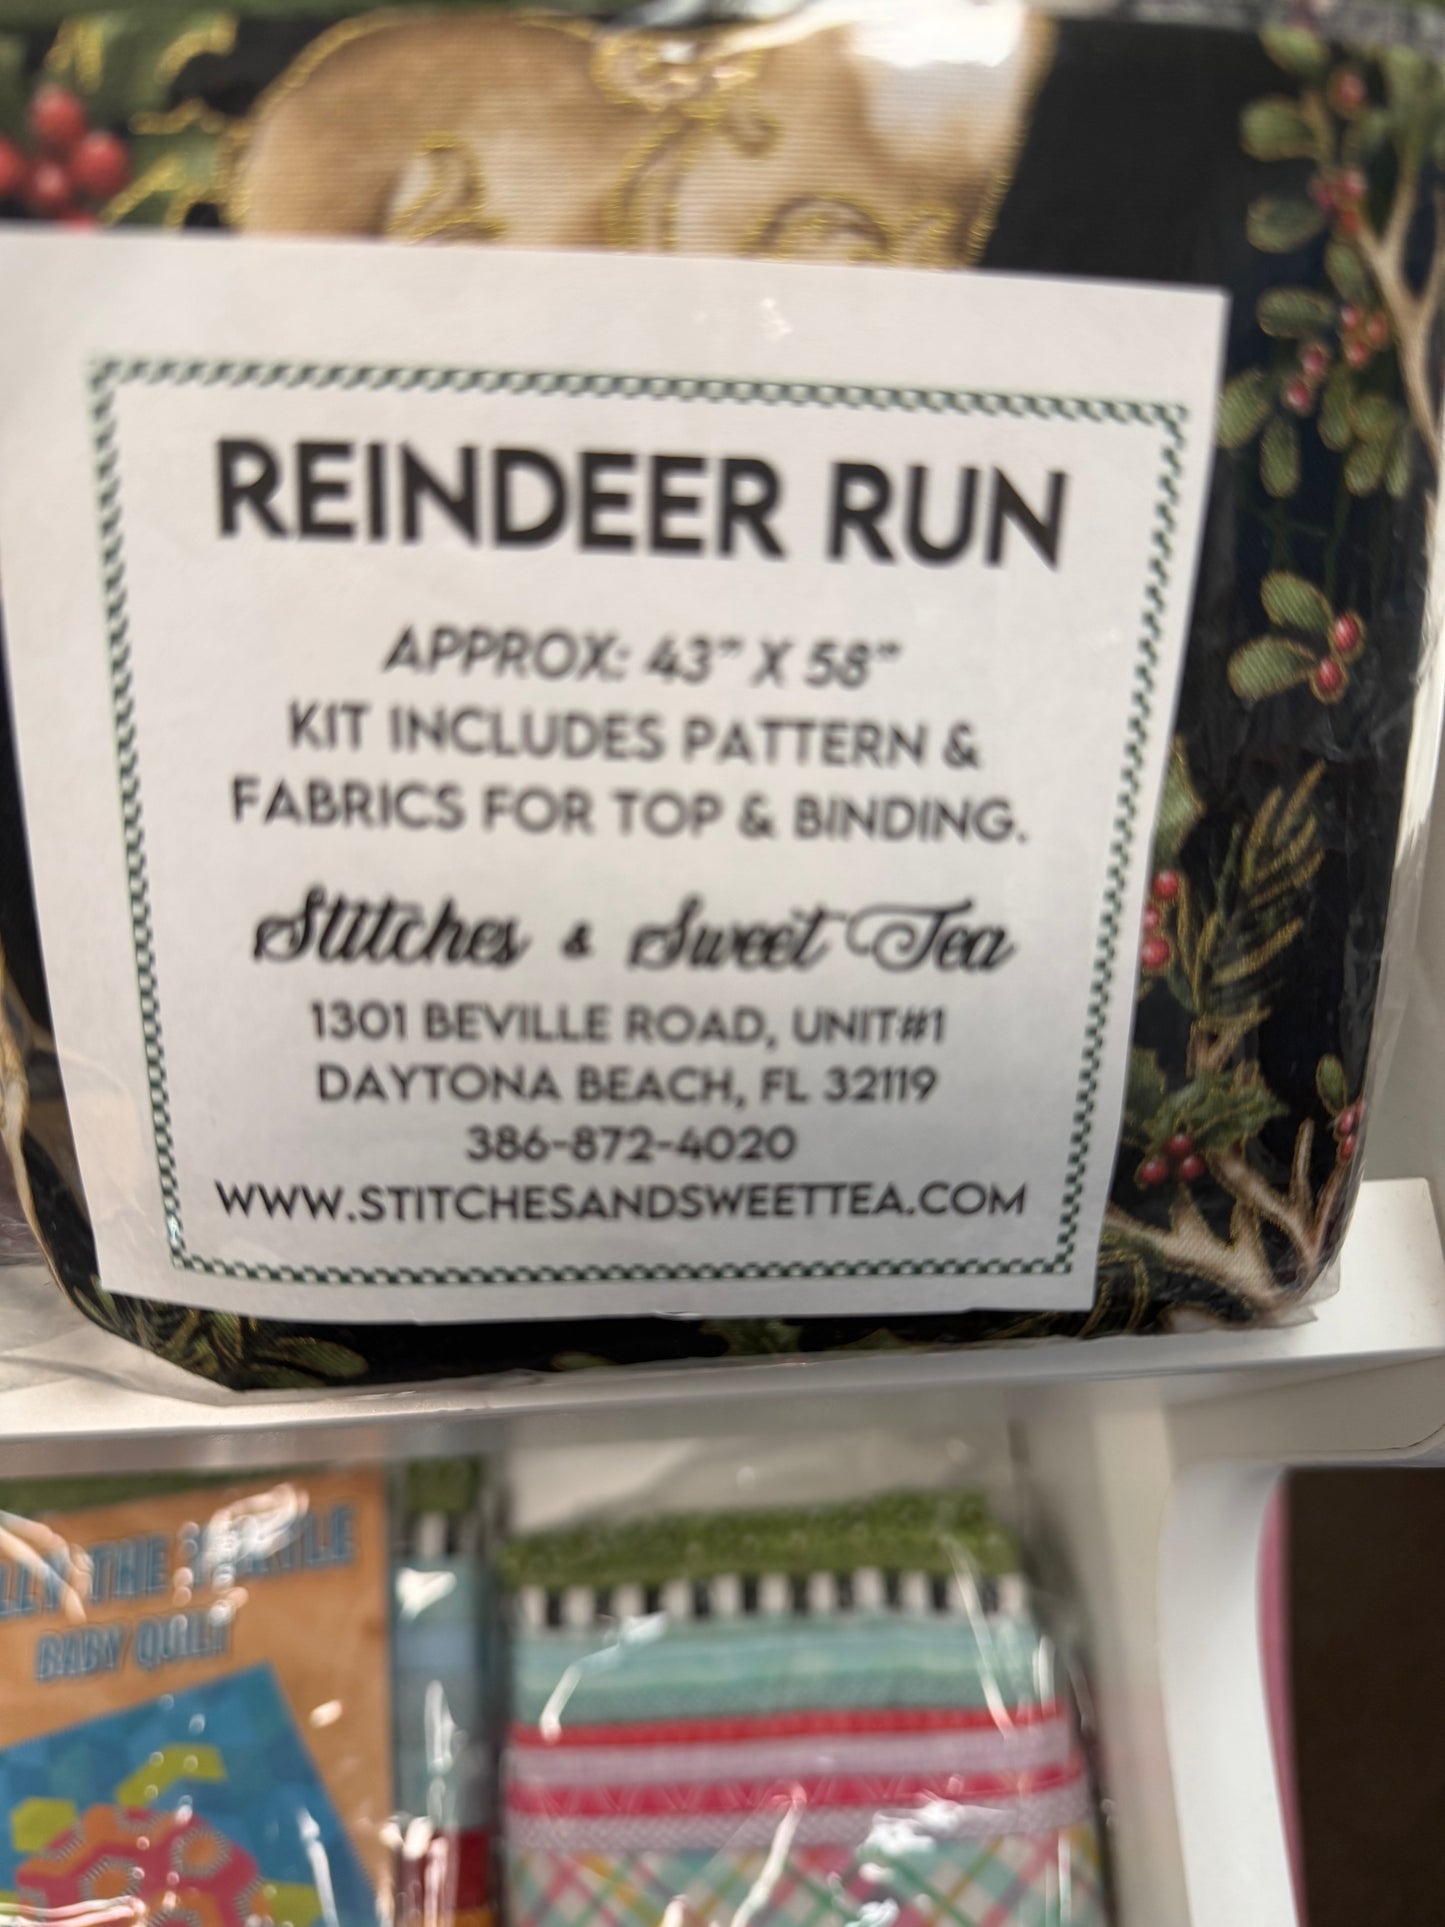 REINDEER RUN
APPROX: 43" X 58"
KIT INCLUDES PATTERN &
FABRICS FOR TOP & BINDING.
Stitches & Sweet Tea
1301 BEVILLE ROAD, UNIT#1
DAYTONA BEACH, FL 32119
386-872-4020
WWW.STITCHESANDSWEETTEA.COM
THE
BABY QUILT